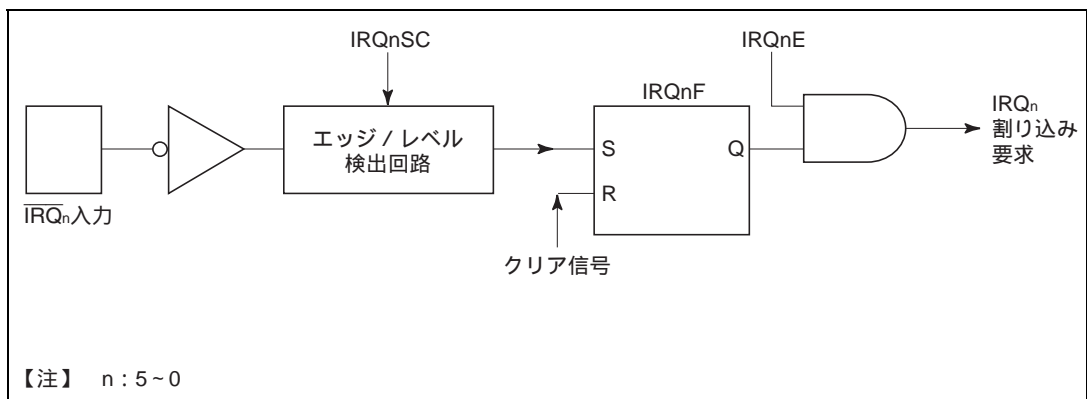 IRQnSC
IRQnE
IRQnF
エッジ / レベル
検出回路
S
Q
R
IRQn
割り込み
要求
IRQn入力
クリア信号
【注】 n : 5~0